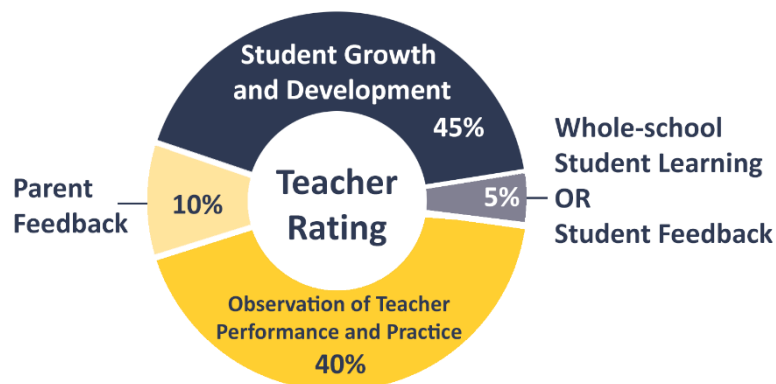 Student Growth
and Development
45%
Whole-school
Student Learning
OR
Student Feedback
5%
Parent
Feedback
10%
Teacher
Rating
Observation of Teacher
Performance and Practice
40%